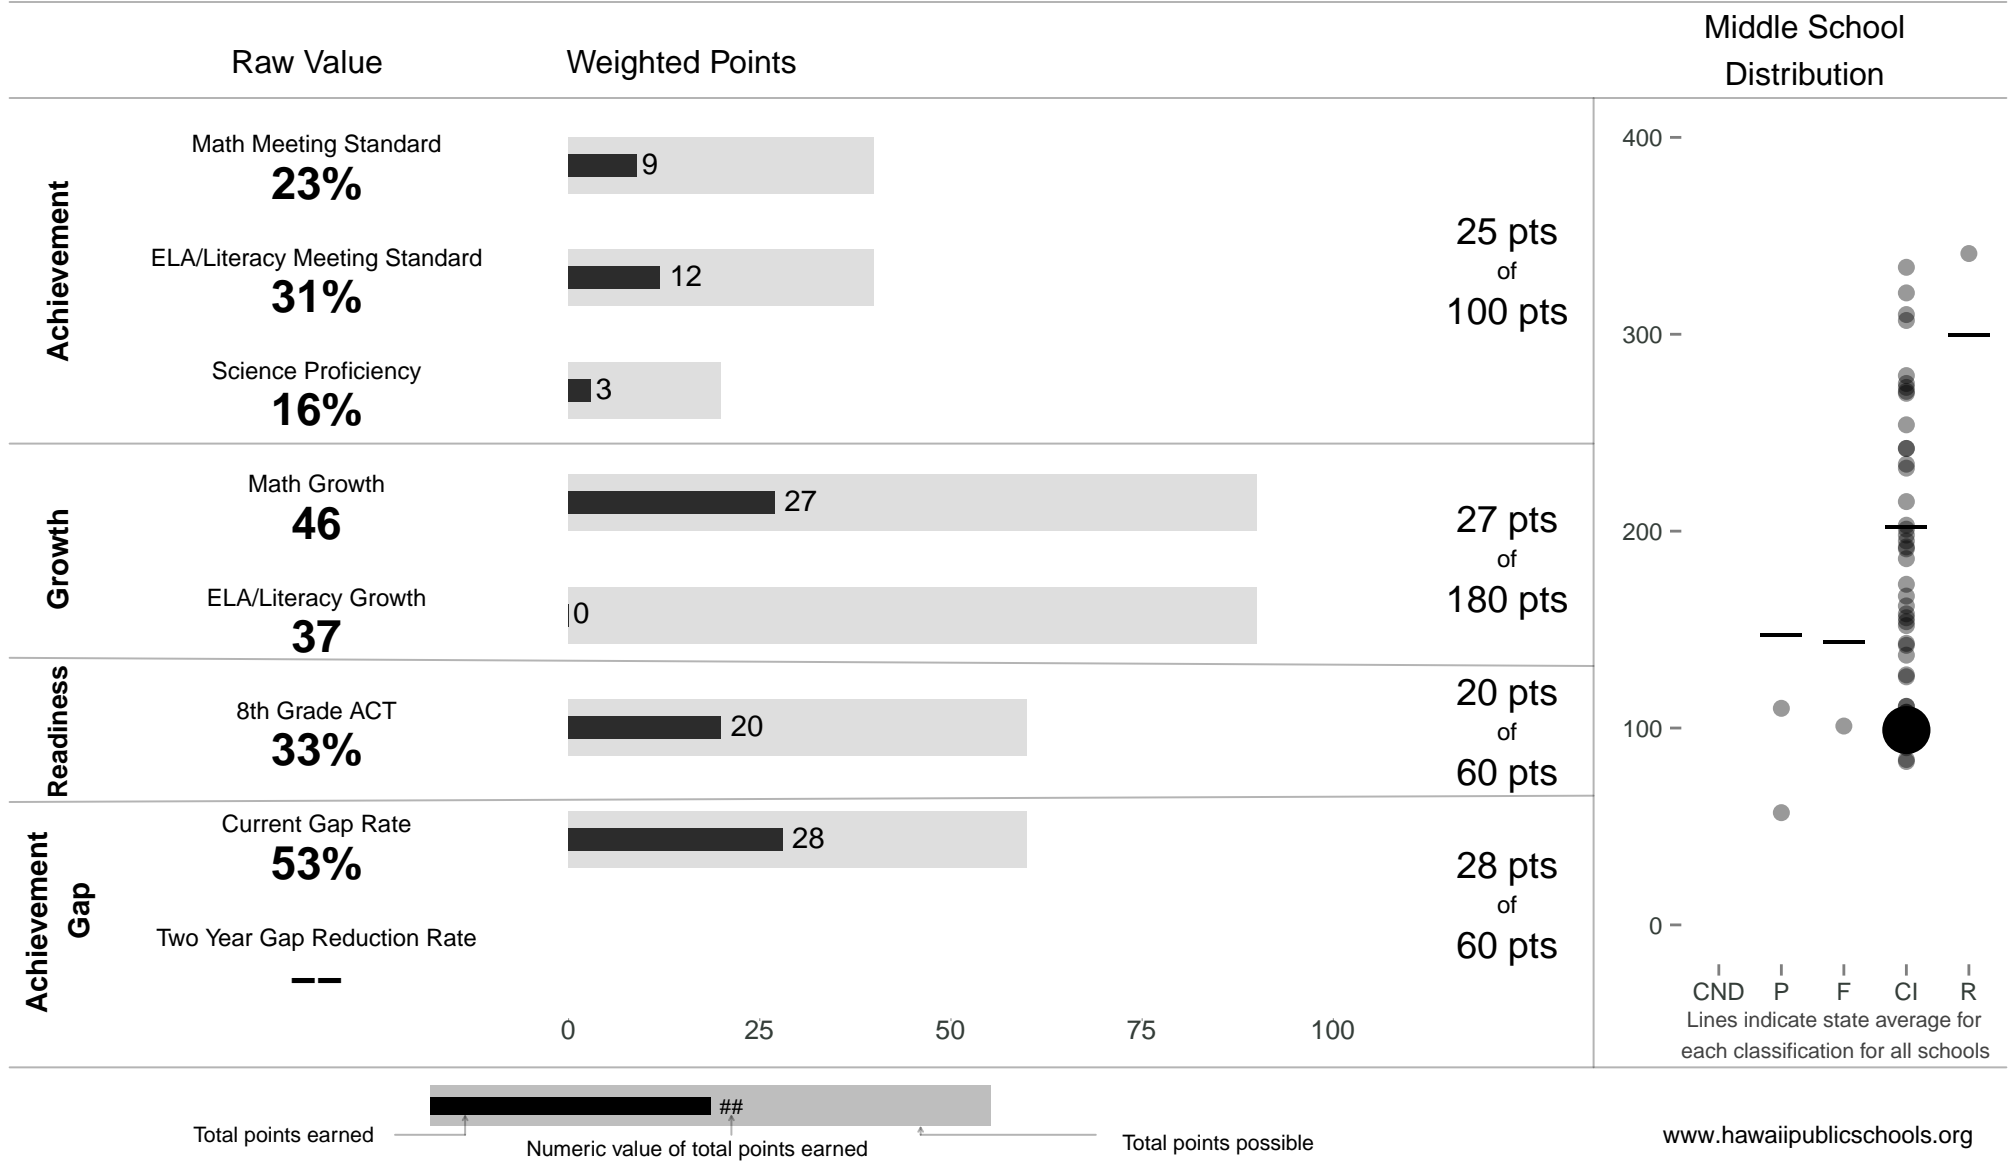 Raw Value
Weighted Points
Middle School
Distribution
Achievement
Math Meeting Standard
23%
9
ELA/Literacy Meeting Standard
31%
12
Science Proficiency
16%
3
25 pts
of
100 pts
Growth
Math Growth
46
27
ELA/Literacy Growth
37
0
27 pts
of
180 pts
Readiness
8th Grade ACT
33%
20
20 pts
of
60 pts
Achievement
Gap
Current Gap Rate
53%
28
Two Year Gap Reduction Rate
−−
28 pts
of
60 pts
0 25 50 75 100
400
300
200
100
0
CND P F CI R
Lines indicate state average for
each classification for all schools
##
Total points earned
Numeric value of total points earned
Total points possible
www.hawaiipublicschools.org